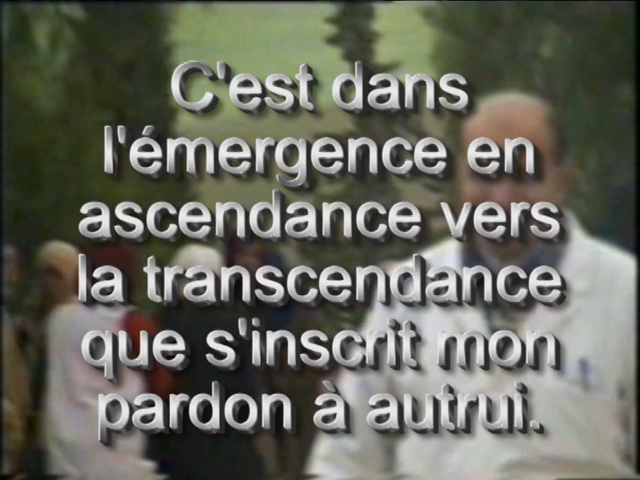 C'est dans
l'émergence en
ascendance vers
la transcendance
que s'inscrit mon
pardon à autrui.